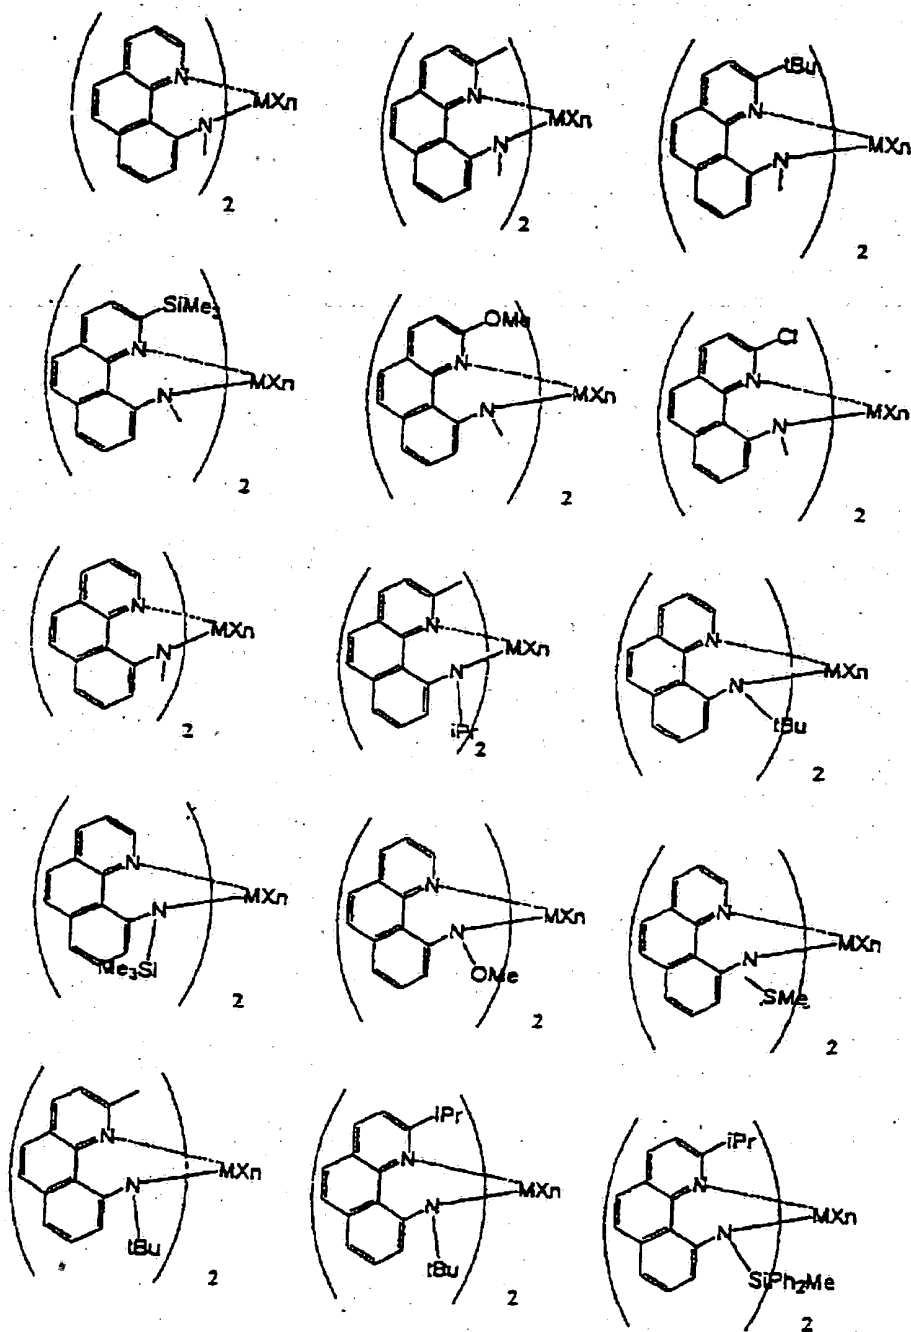 N N MXn 2
N N MXn 2
tBu N N MXn 2
SiMe3 N N MXn 2
OMe N N MXn 2
Cl N N MXn 2
N N MXn 2
N N MXn iPr 2
N N MXn tBu 2
N N MXn Me3Si 2
N N MXn OMe 2
N N MXn SMe 2
N N MXn tBu 2
iPr N N MXn tBu 2
iPr N N MXn SiPh2Me 2